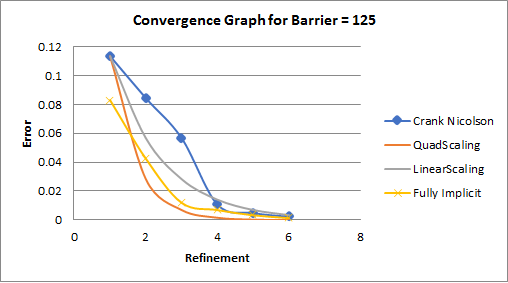 Convergence Graph for Barrier = 125
0.12
0.1
0.08
0.06
0.04
0.02
0
Error
0 2 4 6 8
Refinement
Crank Nicolson
QuadScaling
LinearScaling
Fully Implicit